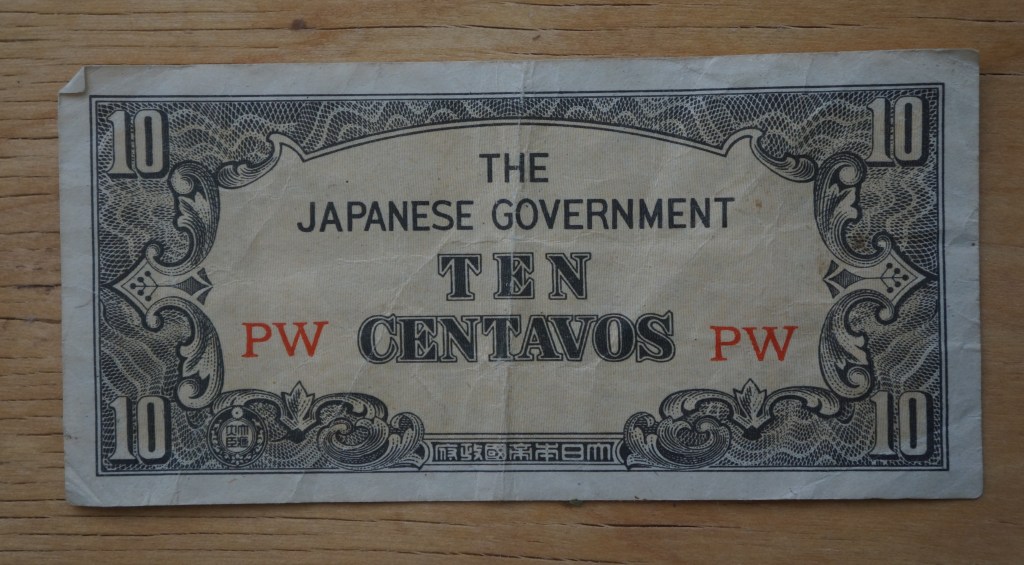 10 10
THE
JAPANESE GOVERNMENT
TEN
PW CENTAVOS PW
10 10
大日本帝國政府